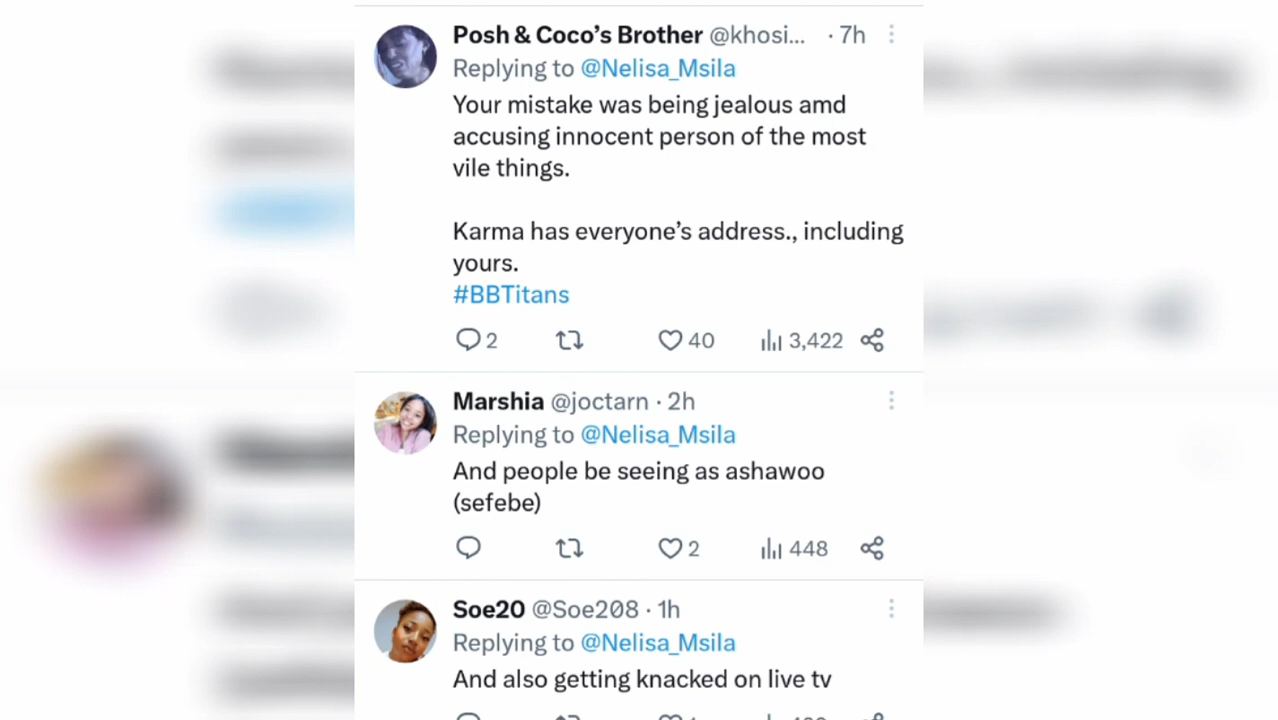 Posh & Coco's Brother @khosi... · 7h
Replying to @Nelisa_Msila
Your mistake was being jealous amd
accusing innocent person of the most
vile things.
Karma has everyone's address., including
yours.
#BBTitans
2 40 3,422
Marshia @joctarn · 2h
Replying to @Nelisa_Msila
And people be seeing as ashawoo
(sefebe)
2 448
Soe20 @Soe208 · 1h
Replying to @Nelisa_Msila
And also getting knacked on live tv